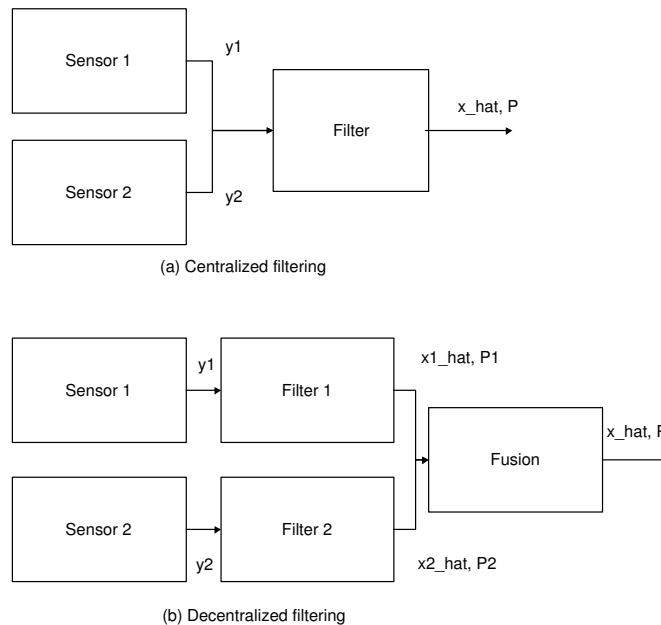 Sensor 1
y1
Filter
x_hat, P
Sensor 2
y2
(a) Centralized filtering
Sensor 1
y1
Filter 1
x1_hat, P1
Fusion
x_hat, P
Sensor 2
y2
Filter 2
x2_hat, P2
(b) Decentralized filtering